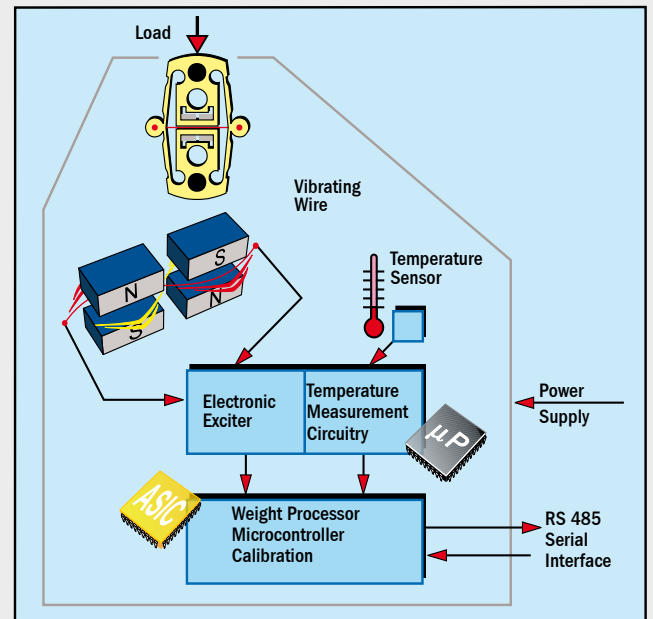 Load
Vibrating
Wire
S
N
N
S
Temperature
Sensor
Electronic
Exciter
Temperature
Measurement
Circuitry
µP
Power
Supply
ASIC
Weight Processor
Microcontroller
Calibration
RS 485
Serial
Interface